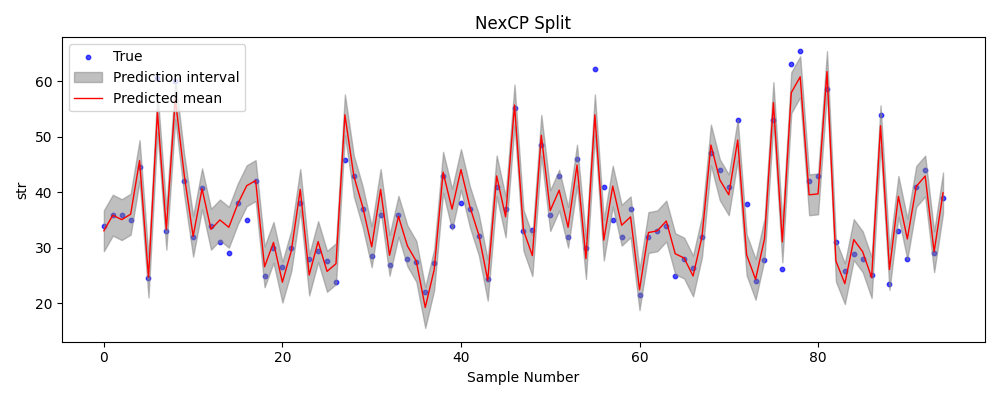 NexCP Split
True
Prediction interval
Predicted mean
str
60
50
40
30
20
0
20
40
60
80
Sample Number